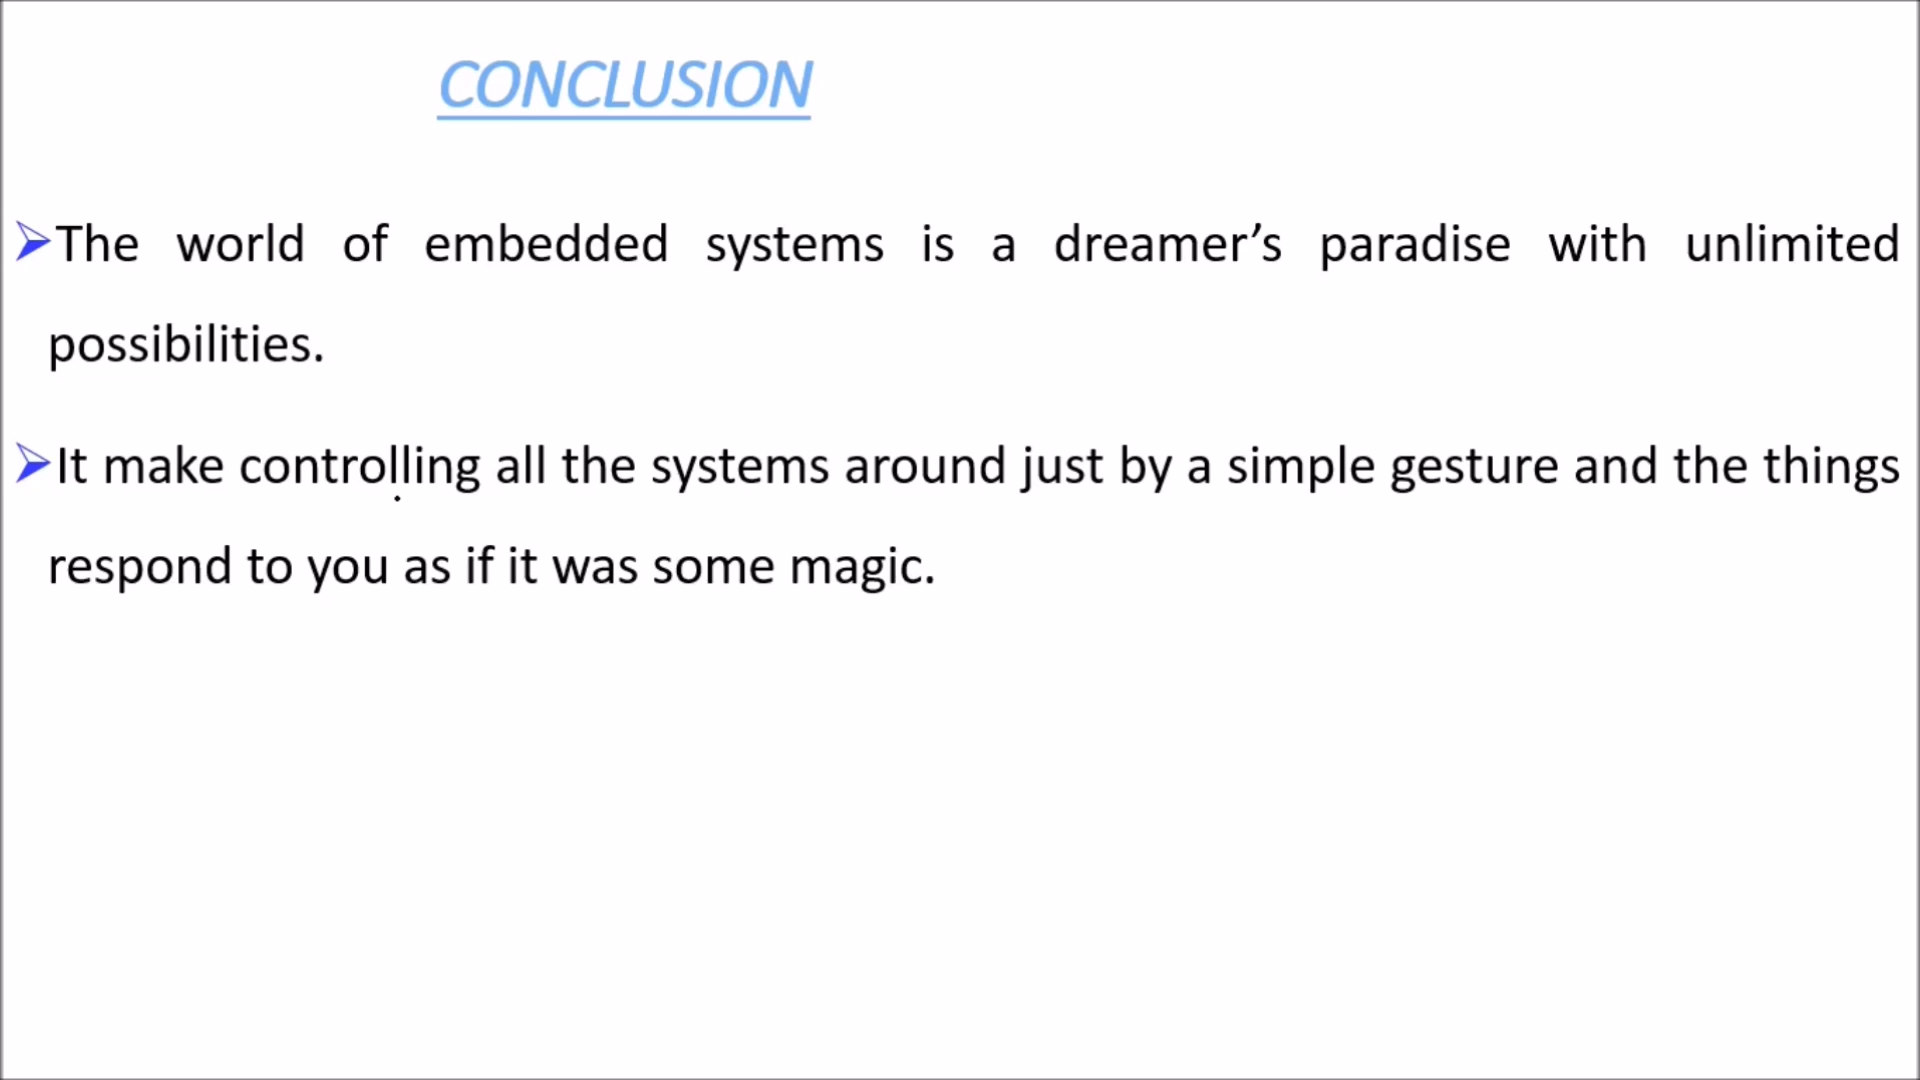 CONCLUSION
➢The world of embedded systems is a dreamer’s paradise with unlimited
possibilities.
➢It make controlling all the systems around just by a simple gesture and the things
respond to you as if it was some magic.